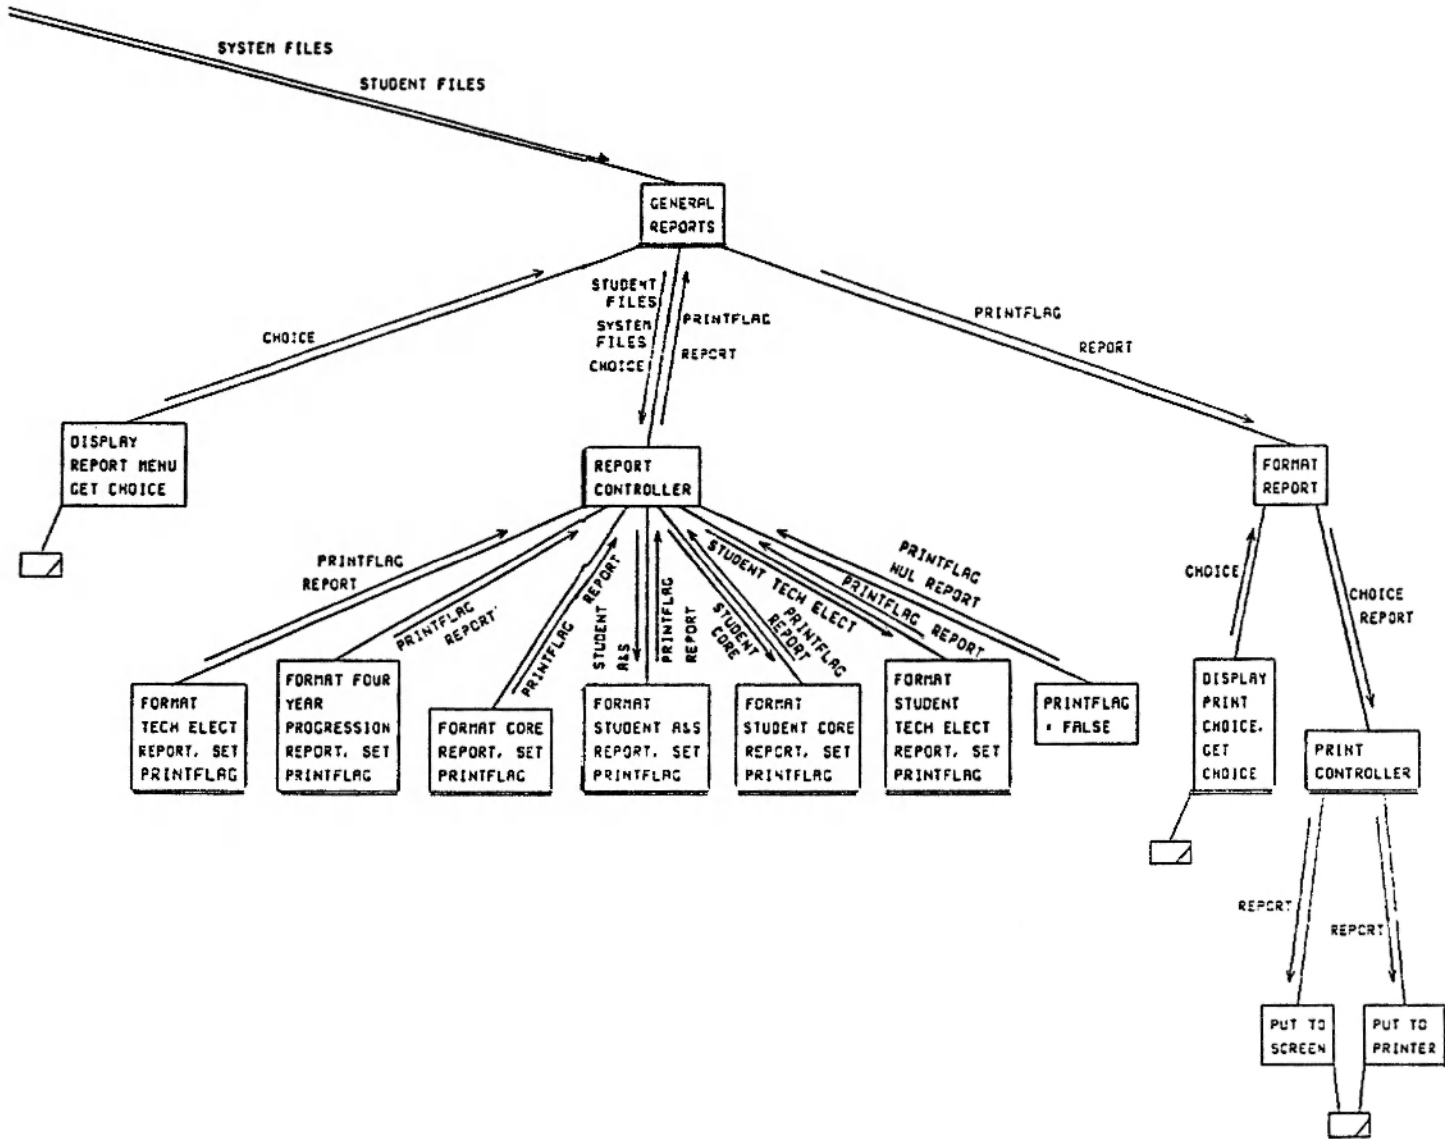 SYSTEM FILES
STUDENT FILES
GENERAL
REPORTS
CHOICE
STUDENT
FILES
SYSTEM
FILES
CHOICE
PRINTFLAG
REPORT
PRINTFLAG
REPORT
DISPLAY
REPORT MENU
GET CHOICE
REPORT
CONTROLLER
FORMAT
REPORT
PRINTFLAG
REPORT
PRINTFLAG
REPORT
PRINTFLAG REPORT
STUDENT
A&S
PRINTFLAG
REPORT
STUDENT
CORE
PRINTFLAG
REPORT
STUDENT TECH ELECT
PRINTFLAG REPORT
PRINTFLAG
NUL REPORT
CHOICE
CHOICE
REPORT
FORMAT
TECH ELECT
REPORT, SET
PRINTFLAG
FORMAT FOUR
YEAR
PROGRESSION
REPORT, SET
PRINTFLAG
FORMAT CORE
REPORT, SET
PRINTFLAG
FORMAT
STUDENT A&S
REPORT, SET
PRINTFLAG
FORMAT
STUDENT CORE
REPORT, SET
PRINTFLAG
FORMAT
STUDENT
TECH ELECT
REPORT, SET
PRINTFLAG
PRINTFLAG
= FALSE
DISPLAY
PRINT
CHOICE,
GET
CHOICE
PRINT
CONTROLLER
REPORT
REPORT
PUT TO
SCREEN
PUT TO
PRINTER